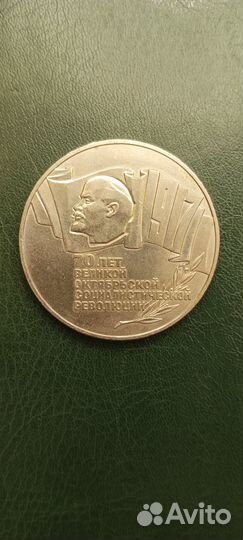 1917
70 ЛЕТ
ВЕЛИКОЙ
ОКТЯБРЬСКОЙ
СОЦИАЛИСТИЧЕСКОЙ
РЕВОЛЮЦИИ
Avito